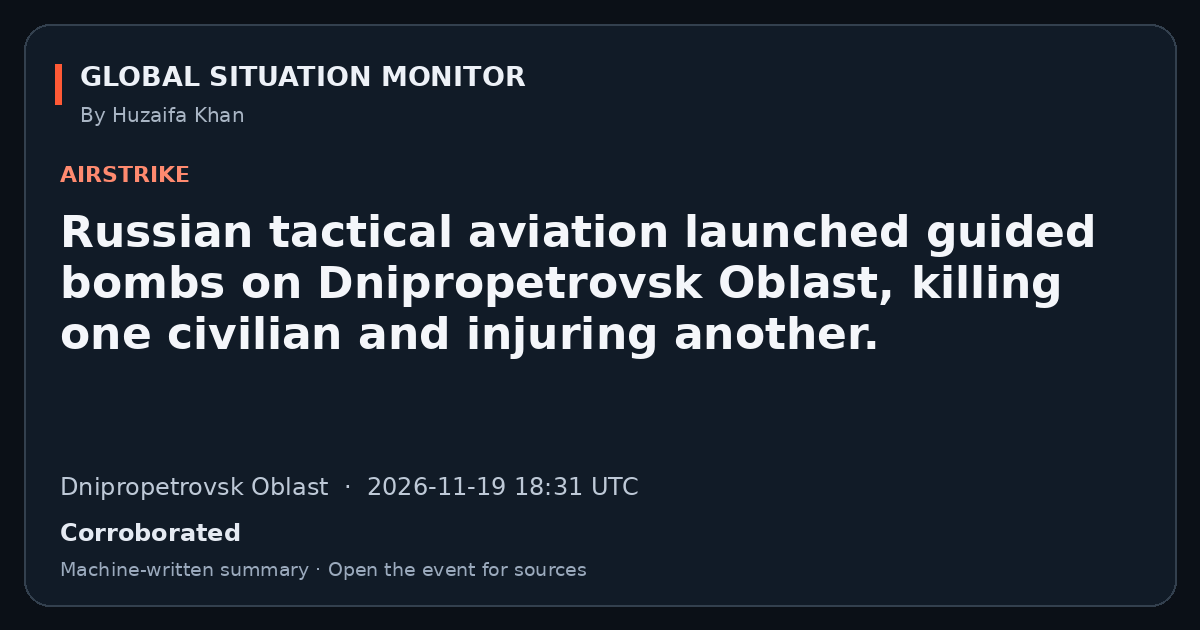 GLOBAL SITUATION MONITOR
By Huzaifa Khan
AIRSTRIKE
Russian tactical aviation launched guided
bombs on Dnipropetrovsk Oblast, killing
one civilian and injuring another.
Dnipropetrovsk Oblast · 2026-11-19 18:31 UTC
Corroborated
Machine-written summary · Open the event for sources